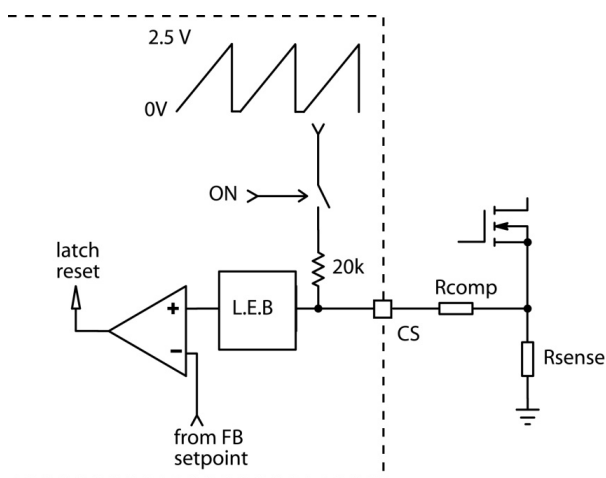 2.5 V
0V
ON
latch
reset
20k
L.E.B
+
−
Rcomp
CS
Rsense
from FB
setpoint